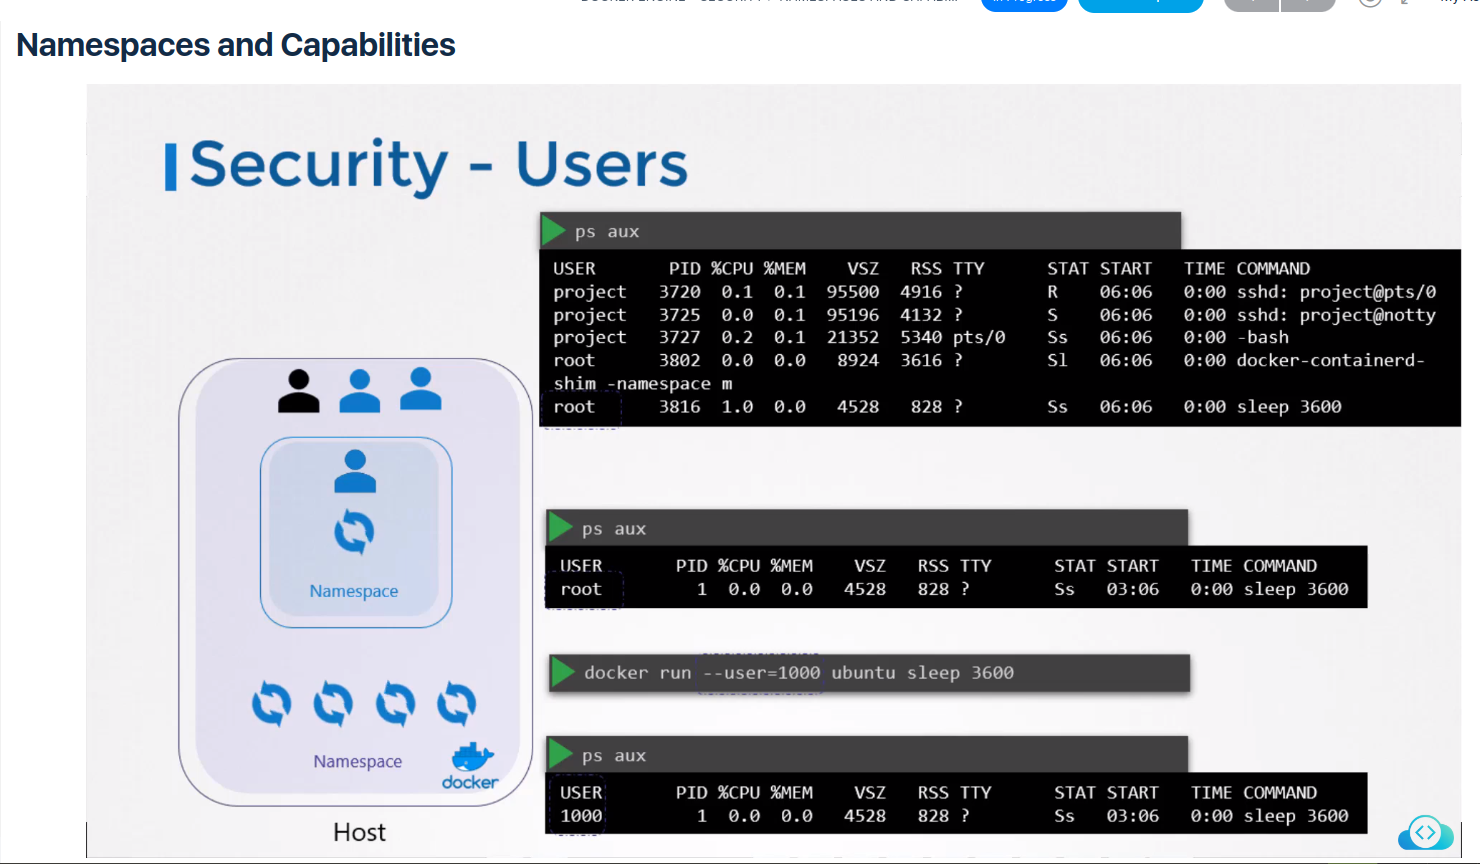 Namespaces and Capabilities
Security - Users
ps aux
USER PID %CPU %MEM VSZ RSS TTY STAT START TIME COMMAND
project 3720 0.1 0.1 95500 4916 ? R 06:06 0:00 sshd: project@pts/0
project 3725 0.0 0.1 95196 4132 ? S 06:06 0:00 sshd: project@notty
project 3727 0.2 0.1 21352 5340 pts/0 Ss 06:06 0:00 -bash
root 3802 0.0 0.0 8924 3616 ? Sl 06:06 0:00 docker-containerd-
shim -namespace m
root 3816 1.0 0.0 4528 828 ? Ss 06:06 0:00 sleep 3600
ps aux
USER PID %CPU %MEM VSZ RSS TTY STAT START TIME COMMAND
root 1 0.0 0.0 4528 828 ? Ss 03:06 0:00 sleep 3600
docker run --user=1000 ubuntu sleep 3600
ps aux
USER PID %CPU %MEM VSZ RSS TTY STAT START TIME COMMAND
1000 1 0.0 0.0 4528 828 ? Ss 03:06 0:00 sleep 3600
Namespace
Namespace
docker
Host